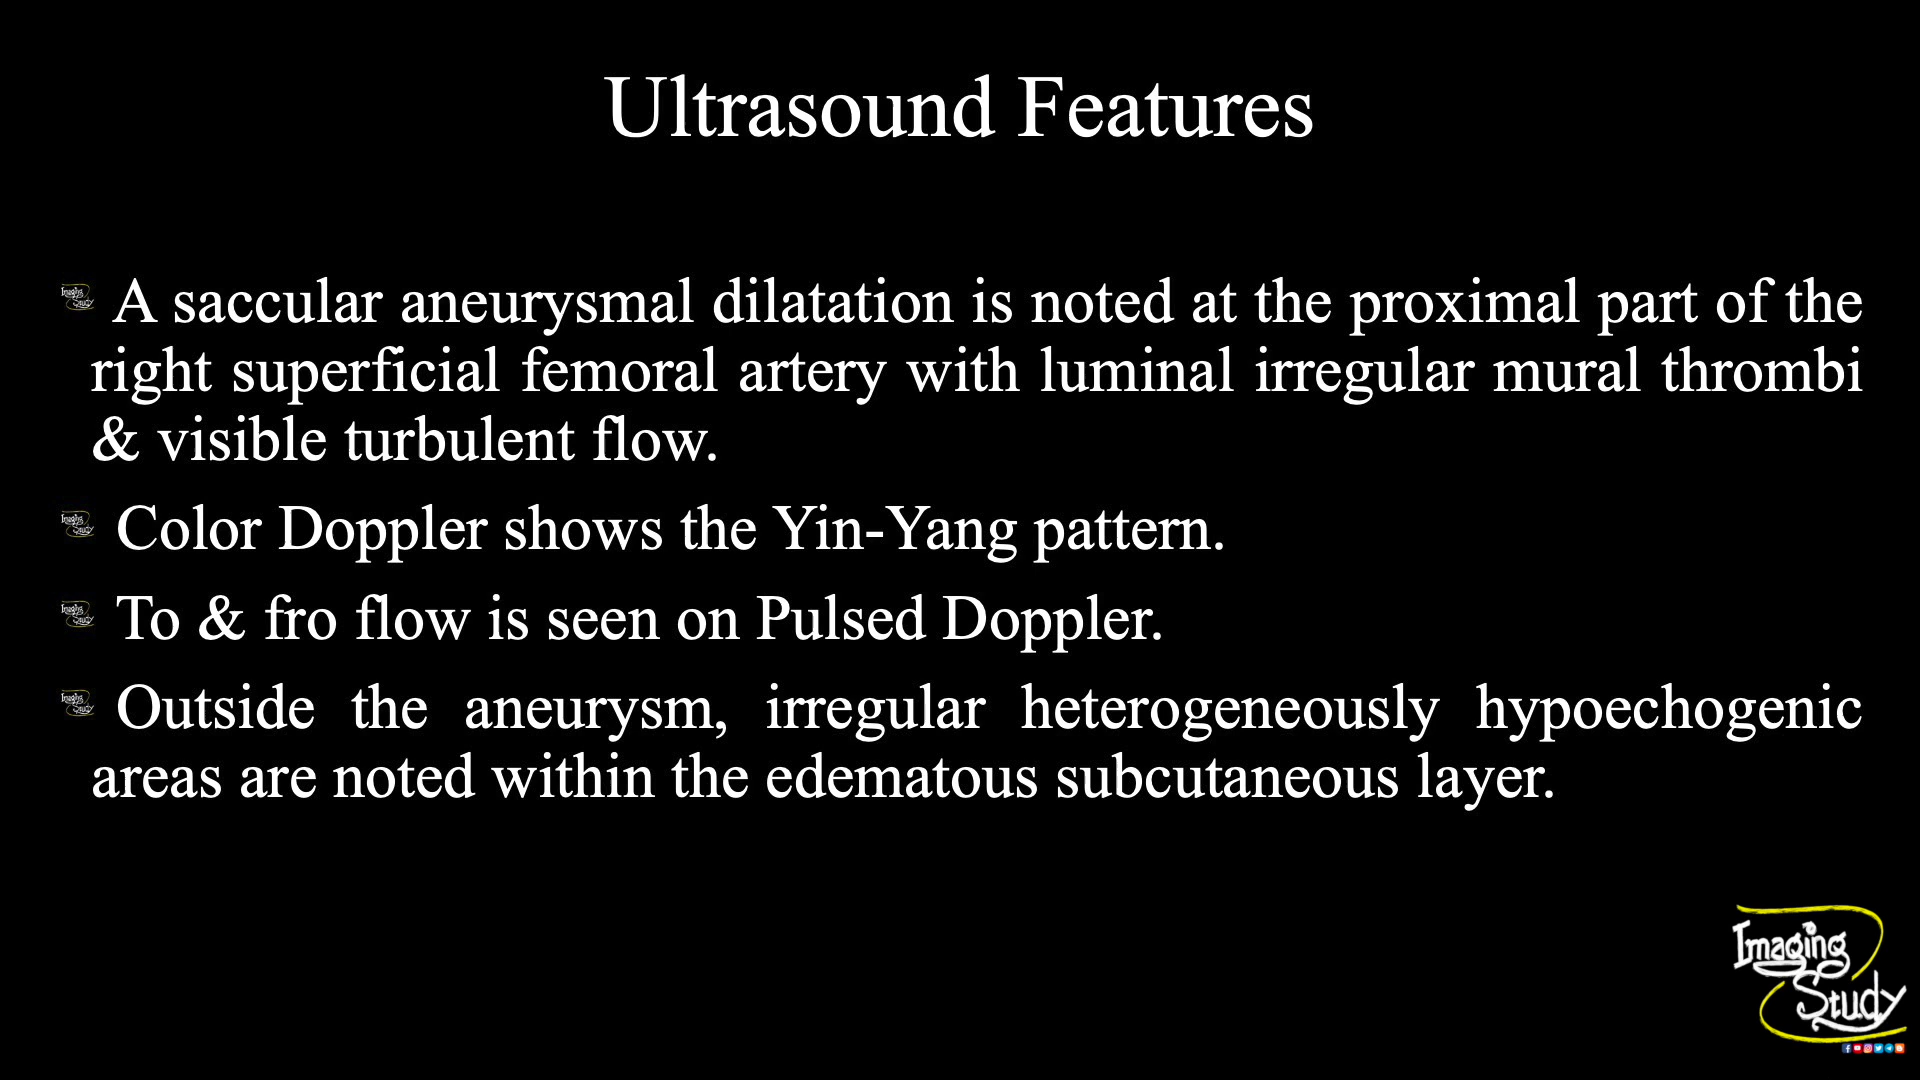 Ultrasound Features
A saccular aneurysmal dilatation is noted at the proximal part of the
right superficial femoral artery with luminal irregular mural thrombi
& visible turbulent flow.
Color Doppler shows the Yin-Yang pattern.
To & fro flow is seen on Pulsed Doppler.
Outside the aneurysm, irregular heterogeneously hypoechogenic
areas are noted within the edematous subcutaneous layer.
Imaging
Study